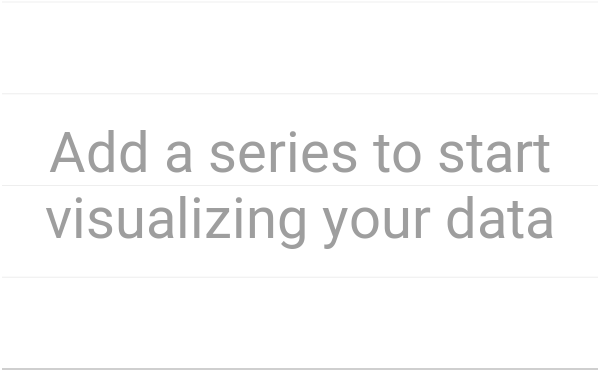 Add a series to start
visualizing your data